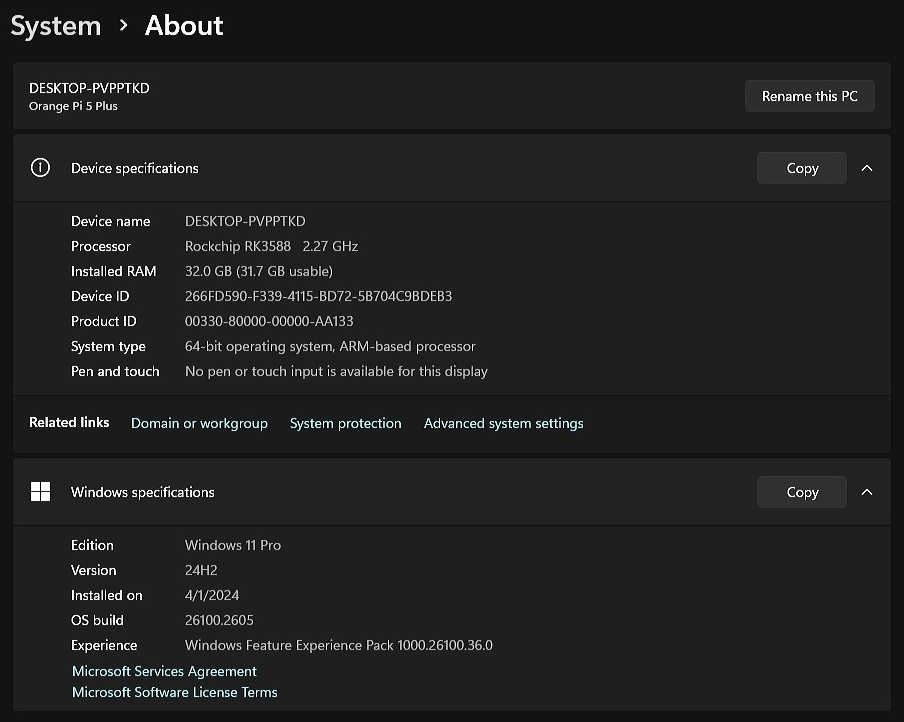 System > About
DESKTOP-PVPPTKD
Orange Pi 5 Plus
Rename this PC
Device specifications
Copy
Device name DESKTOP-PVPPTKD
Processor Rockchip RK3588 2.27 GHz
Installed RAM 32.0 GB (31.7 GB usable)
Device ID 266FD590-F339-4115-BD72-5B704C9BDEB3
Product ID 00330-80000-00000-AA133
System type 64-bit operating system, ARM-based processor
Pen and touch No pen or touch input is available for this display
Related links Domain or workgroup System protection Advanced system settings
Windows specifications
Copy
Edition Windows 11 Pro
Version 24H2
Installed on 4/1/2024
OS build 26100.2605
Experience Windows Feature Experience Pack 1000.26100.36.0
Microsoft Services Agreement
Microsoft Software License Terms